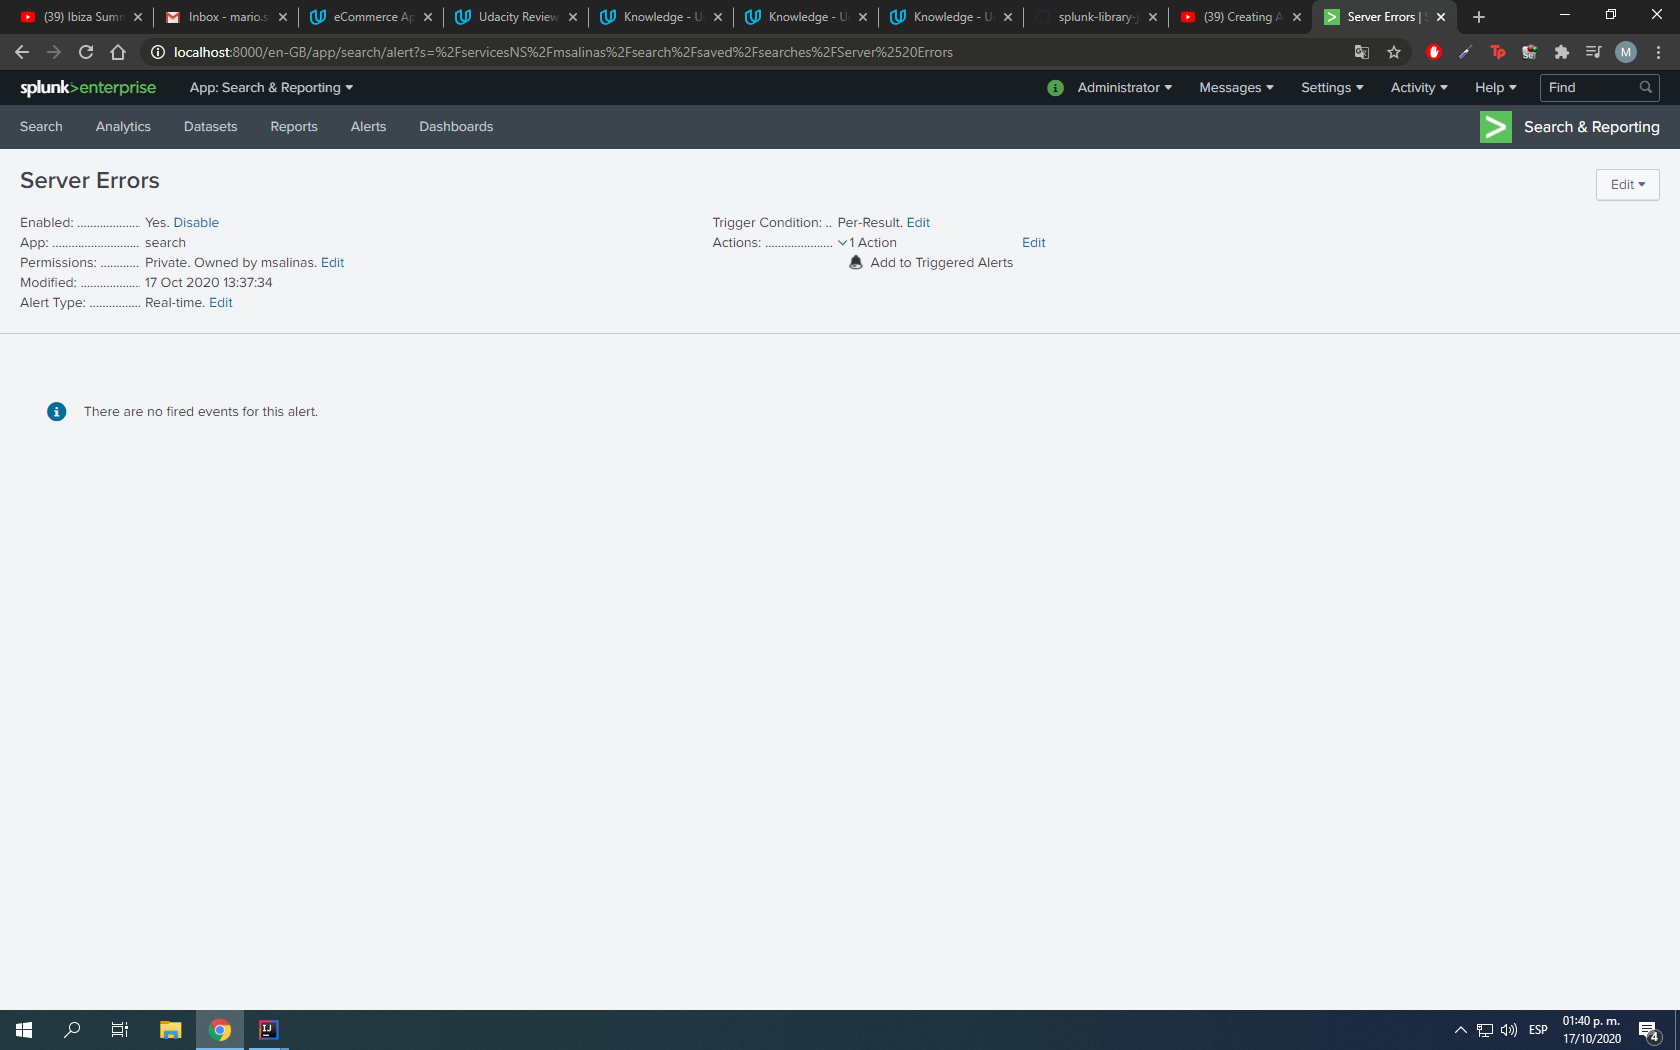 (39) Ibiza Sum
Inbox - mario.s
eCommerce Ap
Udacity Review
Knowledge - U
Knowledge - U
Knowledge - U
splunk-library-j
(39) Creating A
Server Errors |
localhost:8000/en-GB/app/search/alert?s=%2FservicesNS%2Fmsalinas%2Fsearch%2Fsaved%2Fsearches%2FServer%2520Errors
Tp
M
splunk>enterprise
App: Search & Reporting
i
Administrator
Messages
Settings
Activity
Help
Find
Search
Analytics
Datasets
Reports
Alerts
Dashboards
> Search & Reporting
Server Errors
Edit
Enabled: ................... Yes. Disable
App: .......................... search
Permissions: ............ Private. Owned by msalinas. Edit
Modified: .................. 17 Oct 2020 13:37:34
Alert Type: ............... Real-time. Edit
Trigger Condition: .. Per-Result. Edit
Actions: .................... 1 Action Edit
Add to Triggered Alerts
There are no fired events for this alert.
IJ
ESP
01:40 p. m.
17/10/2020
4